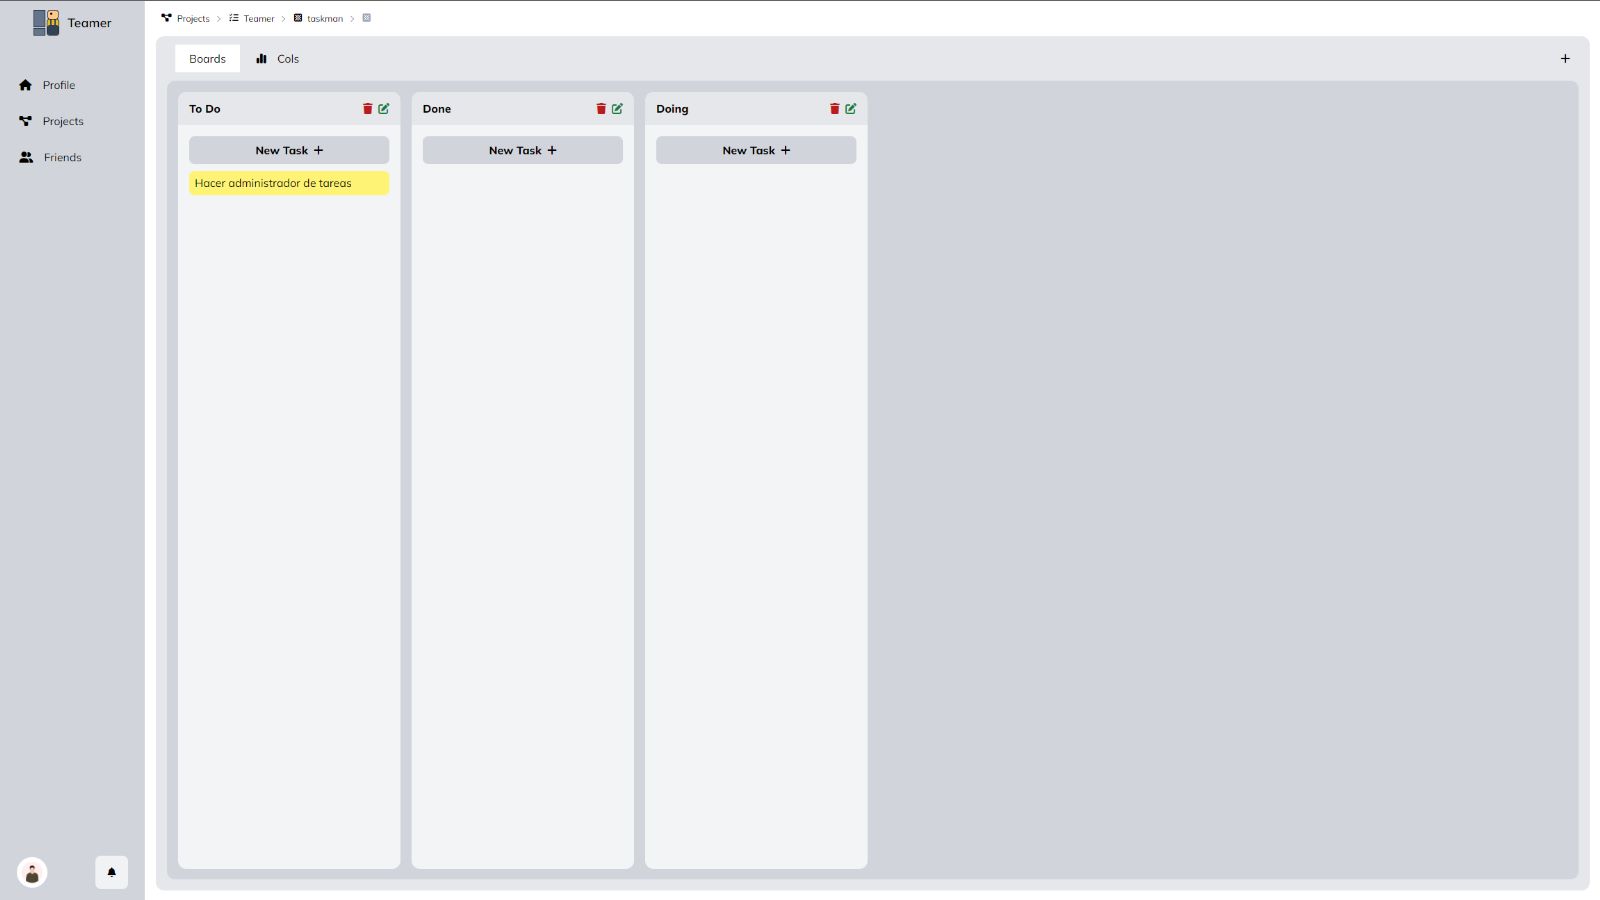 Teamer
Profile
Projects
Friends
Projects > Teamer > taskman >
Boards
Cols
+
To Do
New Task +
Hacer administrador de tareas
Done
New Task +
Doing
New Task +